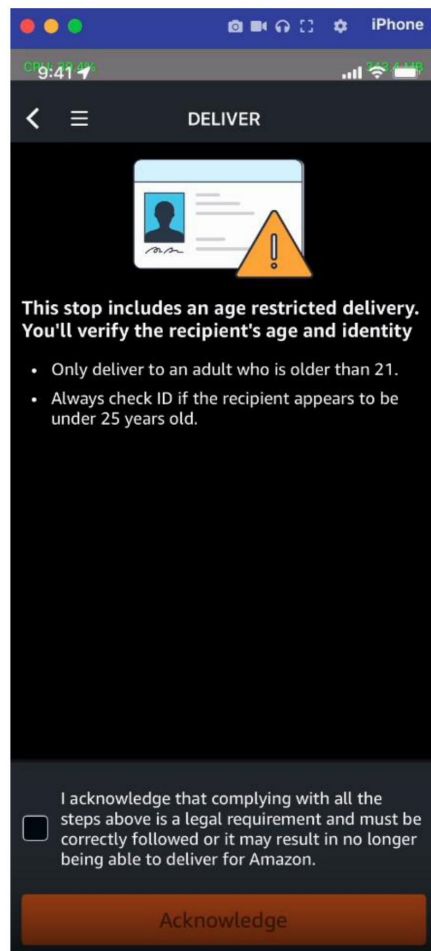 iPhone
9:41
DELIVER
This stop includes an age restricted delivery.
You'll verify the recipient's age and identity
• Only deliver to an adult who is older than 21.
• Always check ID if the recipient appears to be
under 25 years old.
I acknowledge that complying with all the
steps above is a legal requirement and must be
correctly followed or it may result in no longer
being able to deliver for Amazon.
Acknowledge